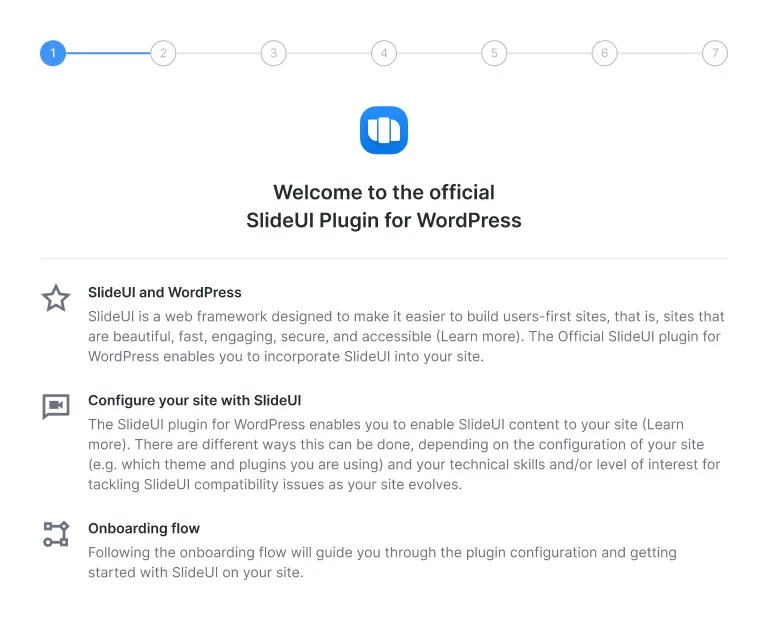 1 2 3 4 5 6 7
Welcome to the official
SlideUI Plugin for WordPress
SlideUI and WordPress
SlideUI is a web framework designed to make it easier to build users-first sites, that is, sites that
are beautiful, fast, engaging, secure, and accessible (Learn more). The Official SlideUI plugin for
WordPress enables you to incorporate SlideUI into your site.
Configure your site with SlideUI
The SlideUI plugin for WordPress enables you to enable SlideUI content to your site (Learn
more). There are different ways this can be done, depending on the configuration of your site
(e.g. which theme and plugins you are using) and your technical skills and/or level of interest for
tackling SlideUI compatibility issues as your site evolves.
Onboarding flow
Following the onboarding flow will guide you through the plugin configuration and getting
started with SlideUI on your site.